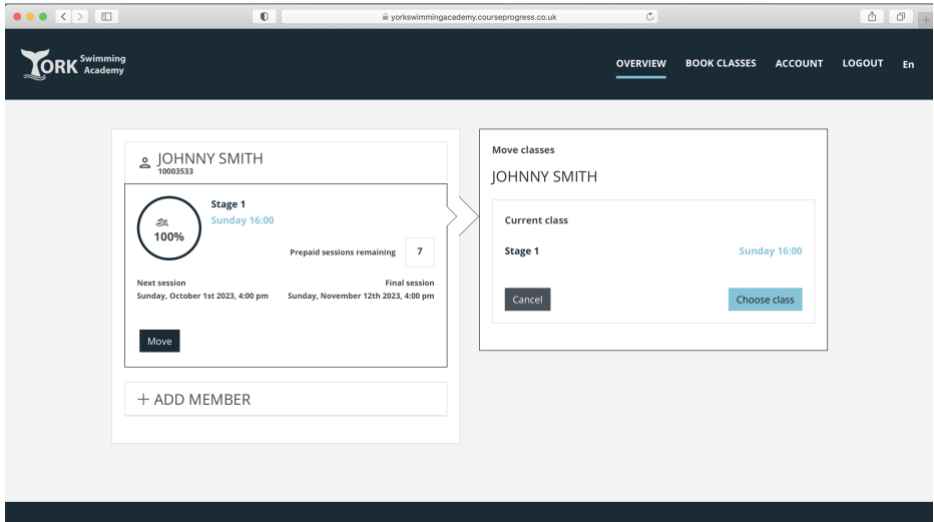 yorkswimmingacademy.courseprogress.co.uk
YORK Swimming Academy
OVERVIEW BOOK CLASSES ACCOUNT LOGOUT En
JOHNNY SMITH
10003533
Stage 1
Sunday 16:00
100%
Prepaid sessions remaining 7
Next session Final session
Sunday, October 1st 2023, 4:00 pm Sunday, November 12th 2023, 4:00 pm
Move
+ ADD MEMBER
Move classes
JOHNNY SMITH
Current class
Stage 1 Sunday 16:00
Cancel Choose class